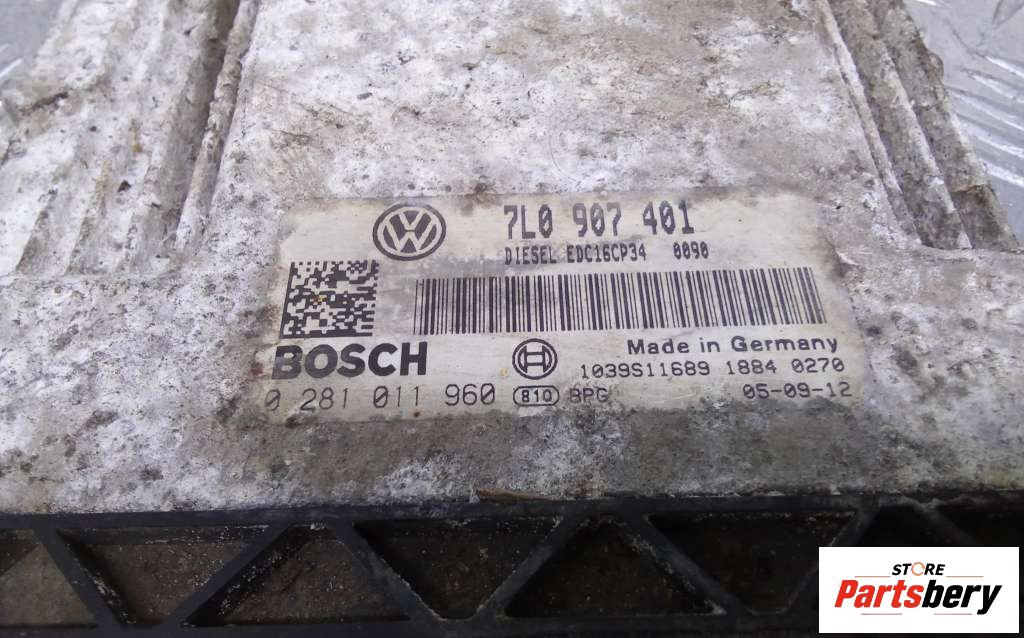 7L0 907 401
DIESEL EDC16CP34 0090
BOSCH
Made in Germany
1039S11689 1884 0270
0 281 011 960 810 BPG 05-09-12
STORE
Partsbery